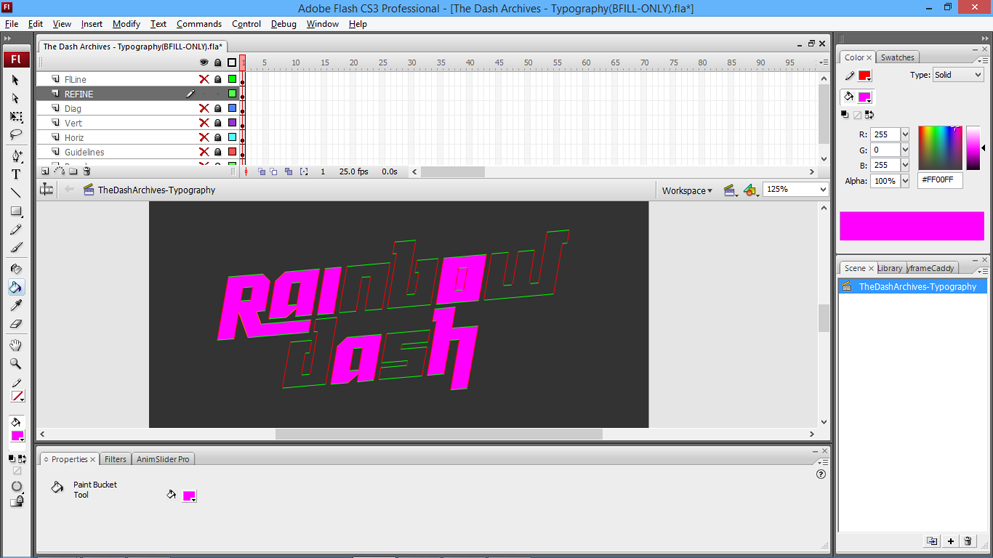 Adobe Flash CS3 Professional - [The Dash Archives - Typography(BFILL-ONLY).fla*]
File Edit View Insert Modify Text Commands Control Debug Window Help
Fl
The Dash Archives - Typography(BFILL-ONLY).fla*
1 5 10 15 20 25 30 35 40 45 50 55 60 65 70 75 80 85 90 95
FlLine
REFINE
Diag
Vert
Horiz
Guidelines
1 25.0 fps 0.0s
TheDashArchives-Typography
Workspace
125%
Rainbow
dash
Properties Filters AnimSlider Pro
Paint Bucket
Tool
Color Swatches
Type: Solid
R: 255
G: 0
B: 255
Alpha: 100%
#FF00FF
Scene Library yframeCaddy
TheDashArchives-Typography